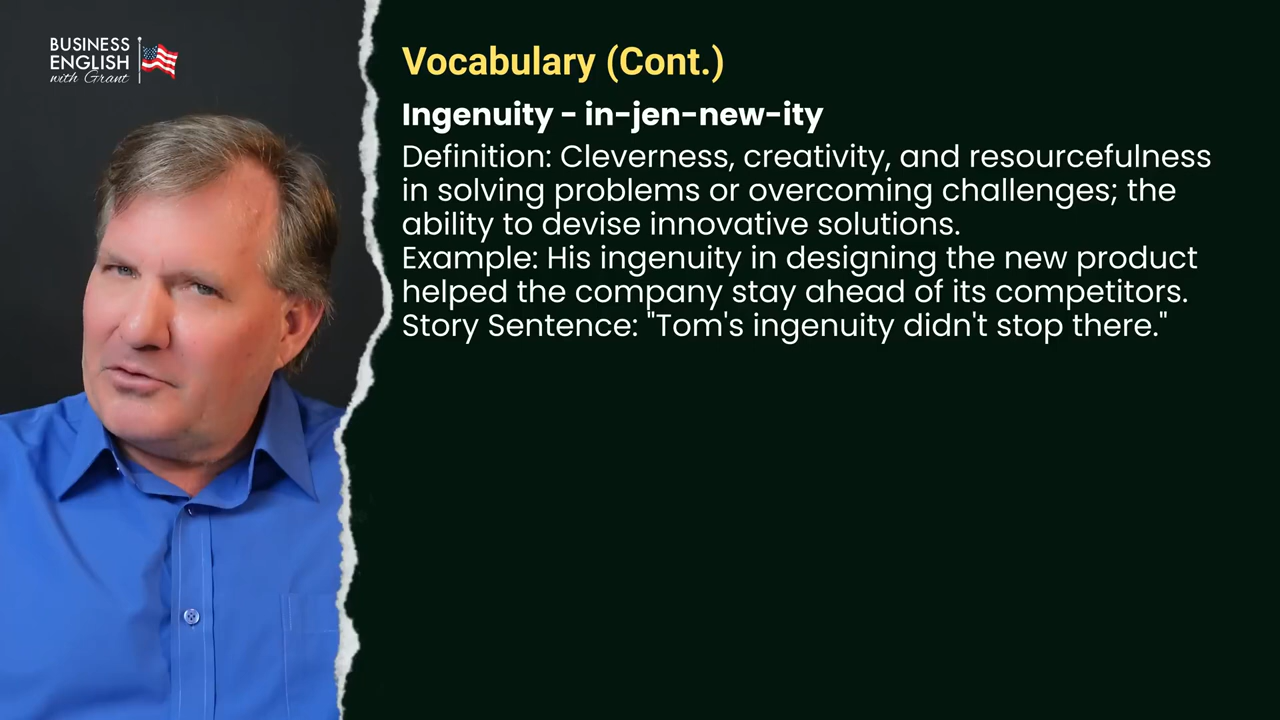 BUSINESS
ENGLISH
with Grant
Vocabulary (Cont.)
Ingenuity - in-jen-new-ity
Definition: Cleverness, creativity, and resourcefulness
in solving problems or overcoming challenges; the
ability to devise innovative solutions.
Example: His ingenuity in designing the new product
helped the company stay ahead of its competitors.
Story Sentence: "Tom's ingenuity didn't stop there."